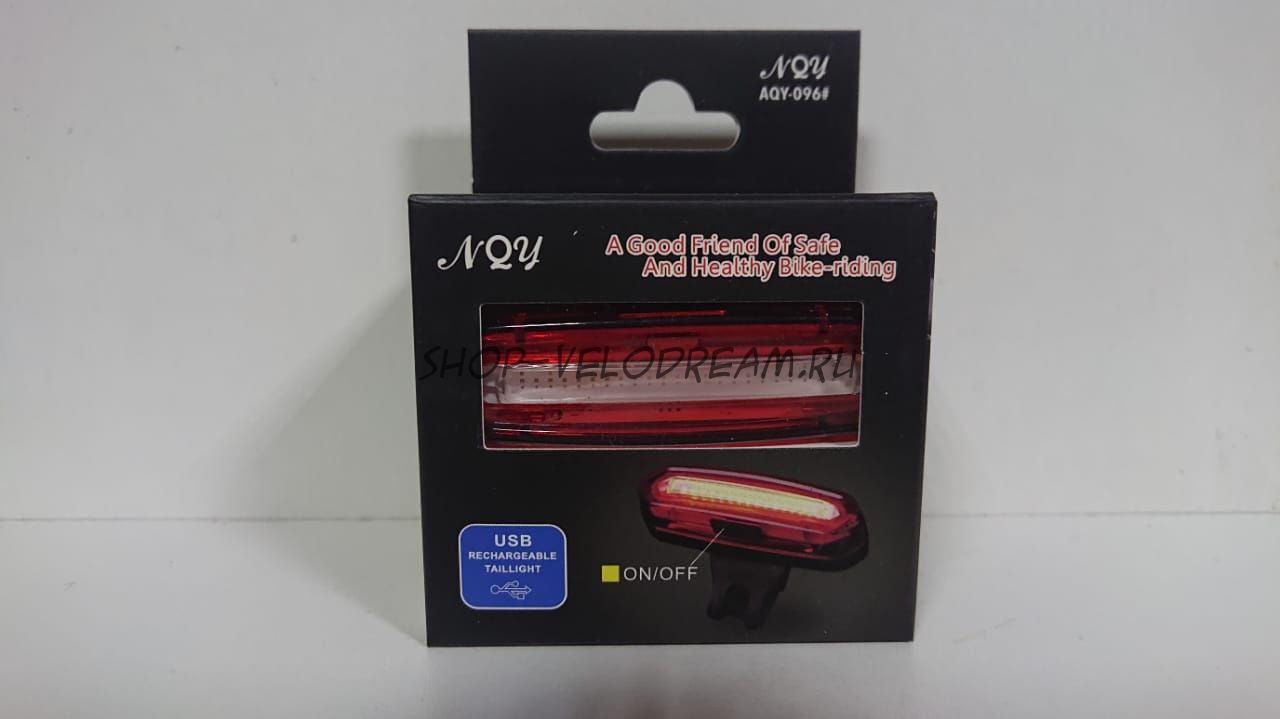 NQY
AQY-096#
NQY
A Good Friend Of Safe
And Healthy Bike-riding
SHOP-VELODREAM.RU
USB
RECHARGEABLE
TAILLIGHT
ON/OFF